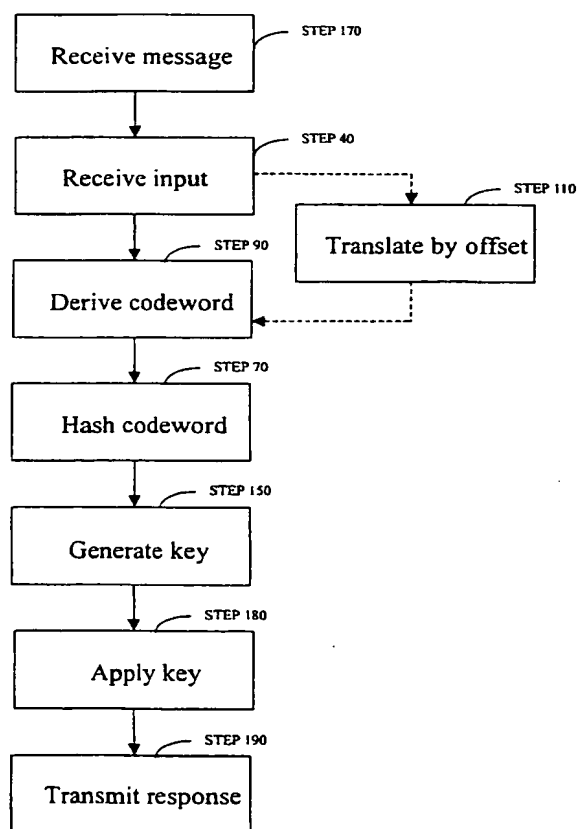 STEP 170
Receive message
STEP 40
Receive input
STEP 110
Translate by offset
STEP 90
Derive codeword
STEP 70
Hash codeword
STEP 150
Generate key
STEP 180
Apply key
STEP 190
Transmit response